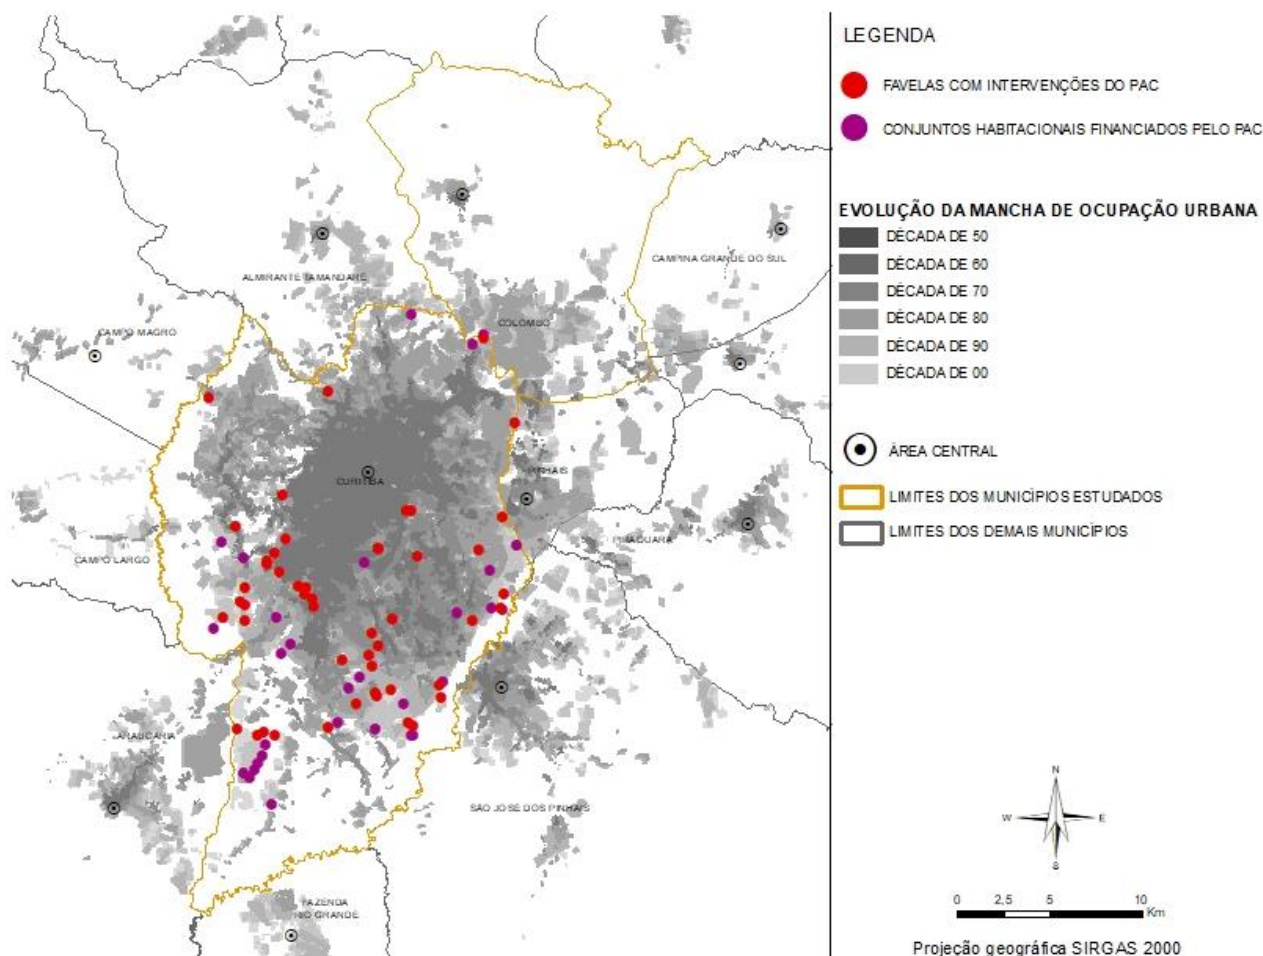 LEGENDA
FAVELAS COM INTERVENÇÕES DO PAC
CONJUNTOS HABITACIONAIS FINANCIADOS PELO PAC
EVOLUÇÃO DA MANCHA DE OCUPAÇÃO URBANA
DÉCADA DE 50
DÉCADA DE 60
DÉCADA DE 70
DÉCADA DE 80
DÉCADA DE 90
DÉCADA DE 00
ÁREA CENTRAL
LIMITES DOS MUNICÍPIOS ESTUDADOS
LIMITES DOS DEMAIS MUNICÍPIOS
CAMPINA GRANDE DO SUL
ALMIRANTE TAMANDARÉ
COLOMBO
CAMPO MAGRO
CURITIBA
PINHAIS
PIRAQUARA
CAMPO LARGO
ARAUCÁRIA
SÃO JOSÉ DOS PINHAIS
FAZENDA
RIO GRANDE
N
W
E
S
0 2,5 5 10
Km
Projeção geográfica SIRGAS 2000